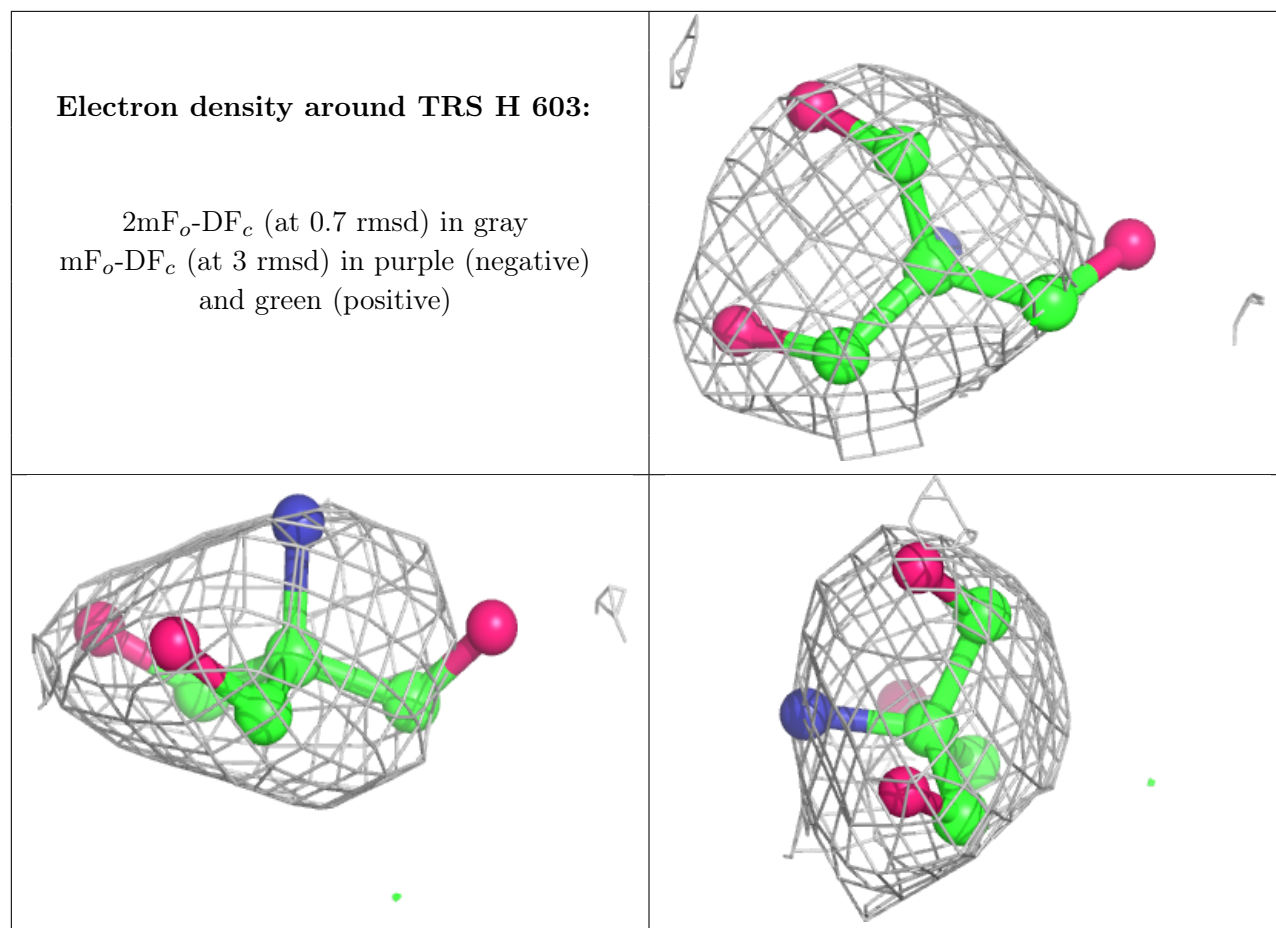 Electron density around TRS H 603:
2mFo-DFc (at 0.7 rmsd) in gray
mFo-DFc (at 3 rmsd) in purple (negative)
and green (positive)